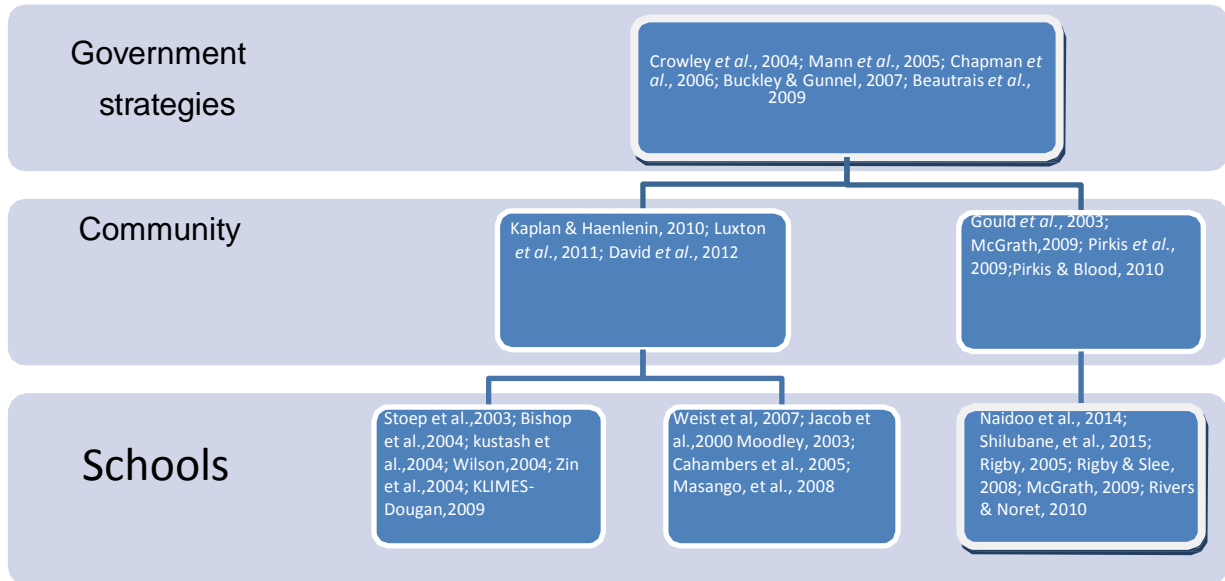 Government
strategies
Crowley et al., 2004; Mann et al., 2005; Chapman et
al., 2006; Buckley & Gunnel, 2007; Beautrais et al.,
2009
Community
Kaplan & Haenlenin, 2010; Luxton
et al., 2011; David et al., 2012
Gould et al., 2003;
McGrath,2009; Pirkis et al.,
2009;Pirkis & Blood, 2010
Schools
Stoep et al.,2003; Bishop
et al.,2004; kustash et
al.,2004; Wilson,2004; Zin
et al.,2004; KLIMES-
Dougan,2009
Weist et al, 2007; Jacob et
al.,2000 Moodley, 2003;
Cahambers et al., 2005;
Masango, et al., 2008
Naidoo et al., 2014;
Shilubane, et al., 2015;
Rigby, 2005; Rigby & Slee,
2008; McGrath, 2009; Rivers
& Noret, 2010